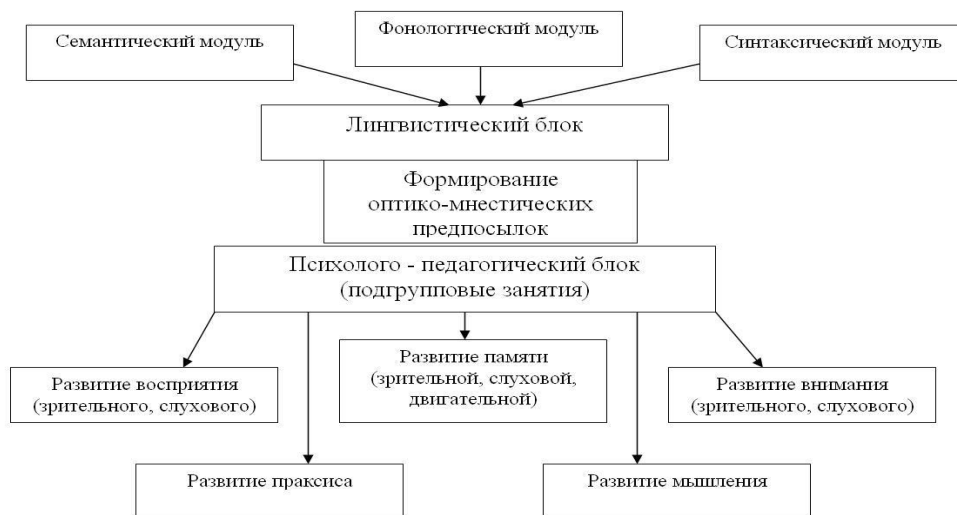 Семантический модуль
Фонологический модуль
Синтаксический модуль
Лингвистический блок
Формирование
оптико-мнестических
предпосылок
Психолого - педагогический блок
(подгрупповые занятия)
Развитие восприятия
(зрительного, слухового)
Развитие памяти
(зрительной, слуховой,
двигательной)
Развитие внимания
(зрительного, слухового)
Развитие праксиса
Развитие мышления